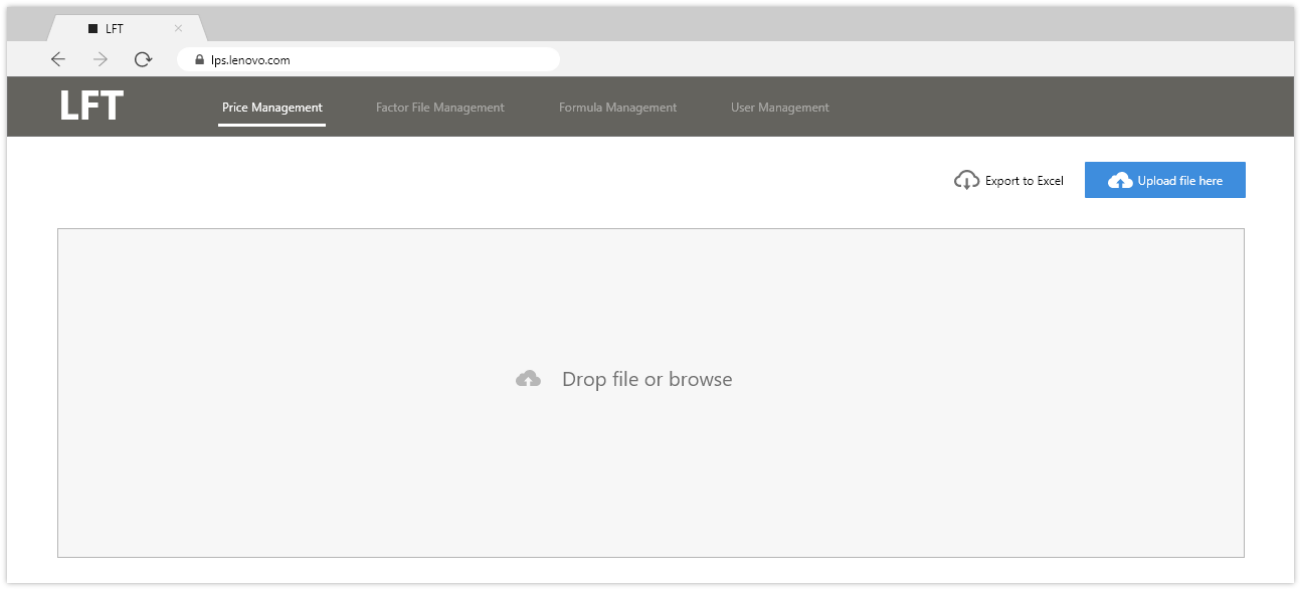 LFT
lps.lenovo.com
LFT
Price Management
Factor File Management
Formula Management
User Management
Export to Excel
Upload file here
Drop file or browse